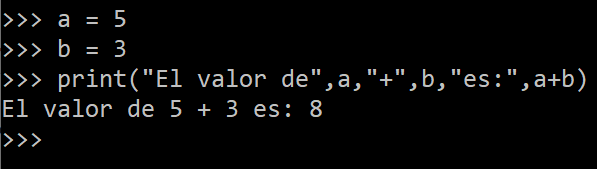 >>> a = 5
>>> b = 3
>>> print("El valor de",a,"+",b,"es:",a+b)
El valor de 5 + 3 es: 8
>>>